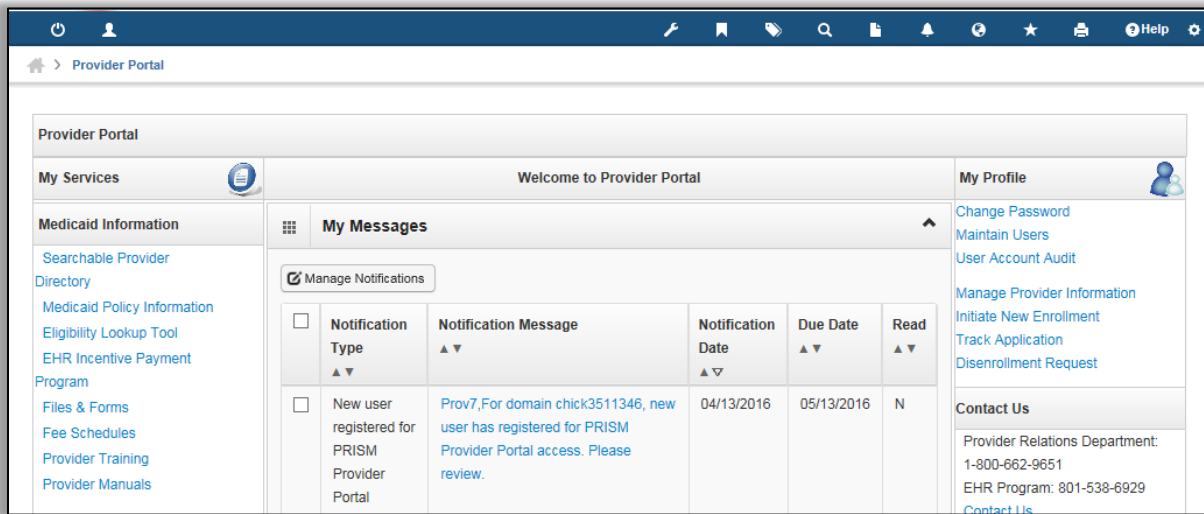 Help
> Provider Portal
Provider Portal
My Services
Welcome to Provider Portal
My Profile
Medicaid Information
Searchable Provider
Directory
Medicaid Policy Information
Eligibility Lookup Tool
EHR Incentive Payment
Program
Files & Forms
Fee Schedules
Provider Training
Provider Manuals
My Messages
Manage Notifications
Notification
Type
Notification Message
Notification
Date
Due Date
Read
New user
registered for
PRISM
Provider
Portal
Prov7,For domain chick3511346, new
user has registered for PRISM
Provider Portal access. Please
review.
04/13/2016
05/13/2016
N
Change Password
Maintain Users
User Account Audit
Manage Provider Information
Initiate New Enrollment
Track Application
Disenrollment Request
Contact Us
Provider Relations Department:
1-800-662-9651
EHR Program: 801-538-6929
Contact Us